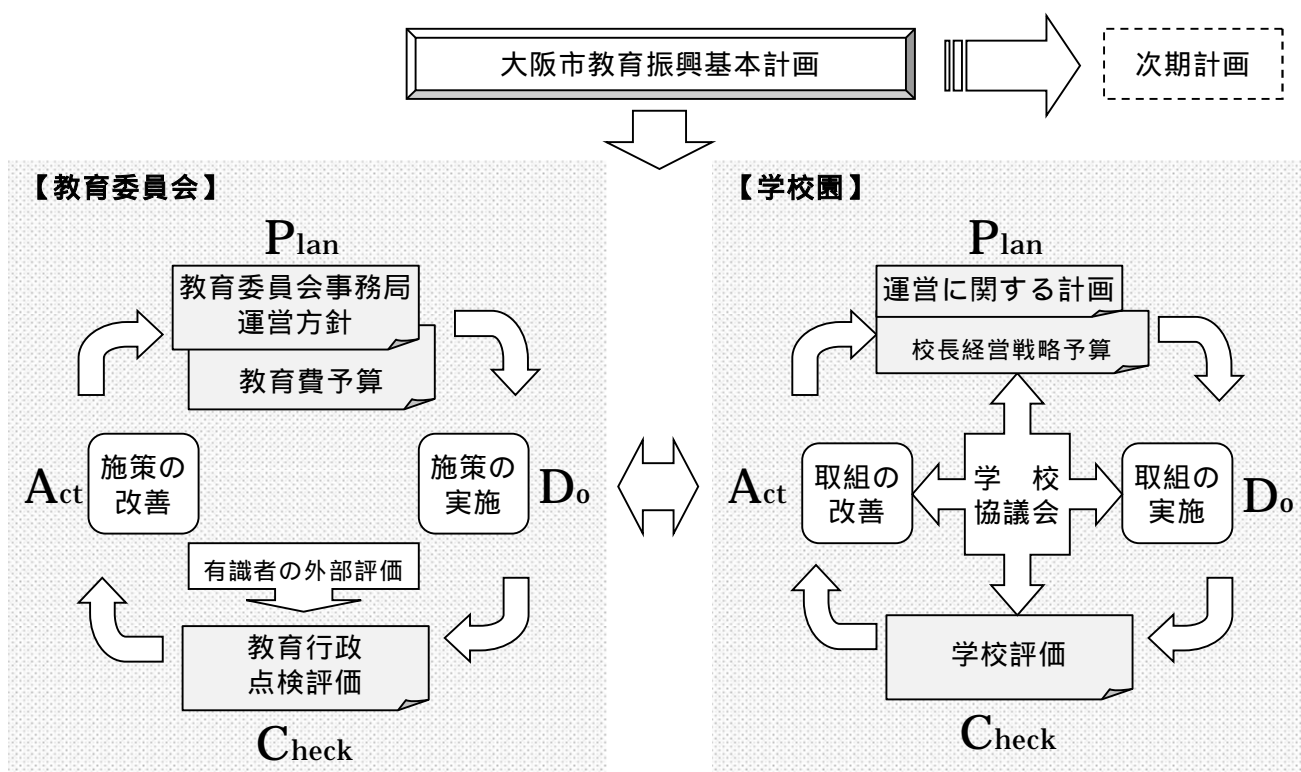 大阪市教育振興基本計画
次期計画
【教育委員会】
Plan
教育委員会事務局
運営方針
教育費予算
Act
施策の
改善
施策の
実施
Do
有識者の外部評価
教育行政
点検評価
Check
【学校園】
Plan
運営に関する計画
校長経営戦略予算
Act
取組の
改善
学　校
協議会
取組の
実施
Do
学校評価
Check